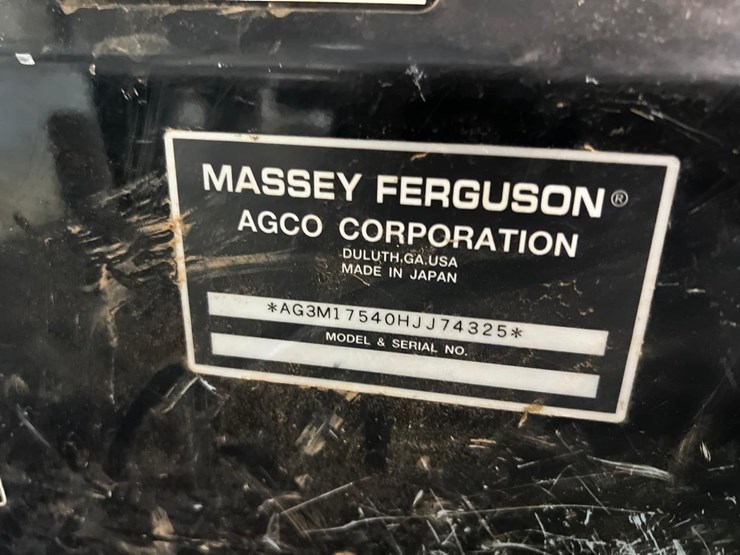 MASSEY FERGUSON®
AGCO CORPORATION
DULUTH.GA.USA
MADE IN JAPAN
*AG3M17540HJJ74325*
MODEL & SERIAL NO.